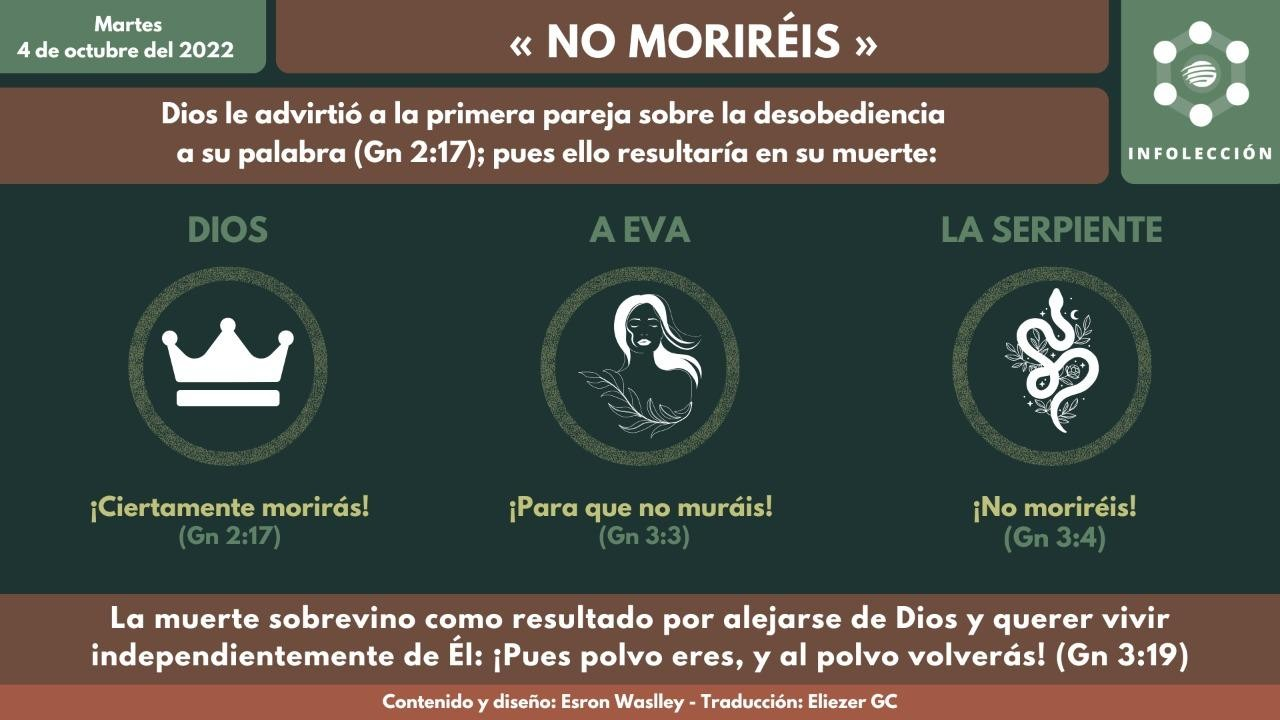 Martes
4 de octubre del 2022
« NO MORIRÉIS »
INFOLECCIÓN
Dios le advirtió a la primera pareja sobre la desobediencia
a su palabra (Gn 2:17); pues ello resultaría en su muerte:
DIOS
¡Ciertamente morirás!
(Gn 2:17)
A EVA
¡Para que no muráis!
(Gn 3:3)
LA SERPIENTE
¡No moriréis!
(Gn 3:4)
La muerte sobrevino como resultado por alejarse de Dios y querer vivir
independientemente de Él: ¡Pues polvo eres, y al polvo volverás! (Gn 3:19)
Contenido y diseño: Esron Waslley - Traducción: Eliezer GC